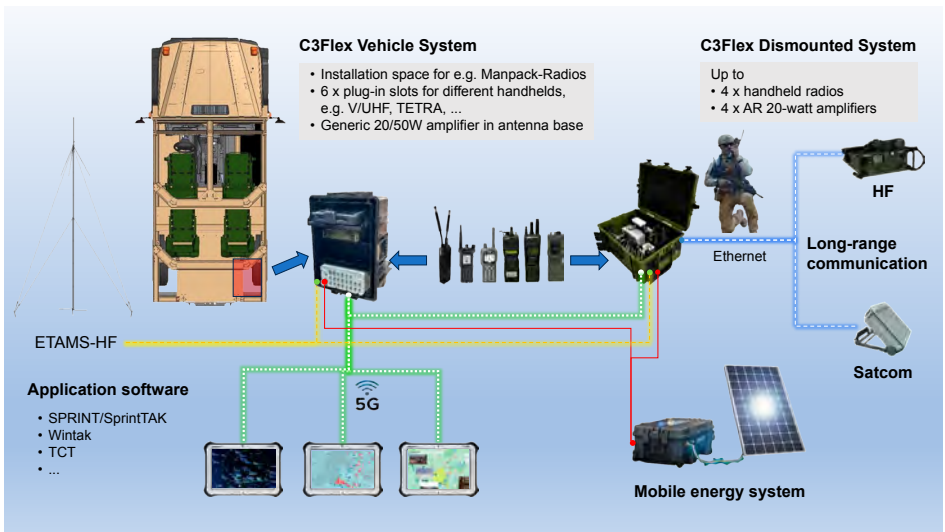 C3Flex Vehicle System
• Installation space for e.g. Manpack-Radios
• 6 x plug-in slots for different handhelds,
e.g. V/UHF, TETRA, ...
• Generic 20/50W amplifier in antenna base
C3Flex Dismounted System
Up to
• 4 x handheld radios
• 4 x AR 20-watt amplifiers
HF
Ethernet
Long-range
communication
Satcom
ETAMS-HF
Application software
• SPRINT/SprintTAK
• Wintak
• TCT
• ...
5G
Mobile energy system